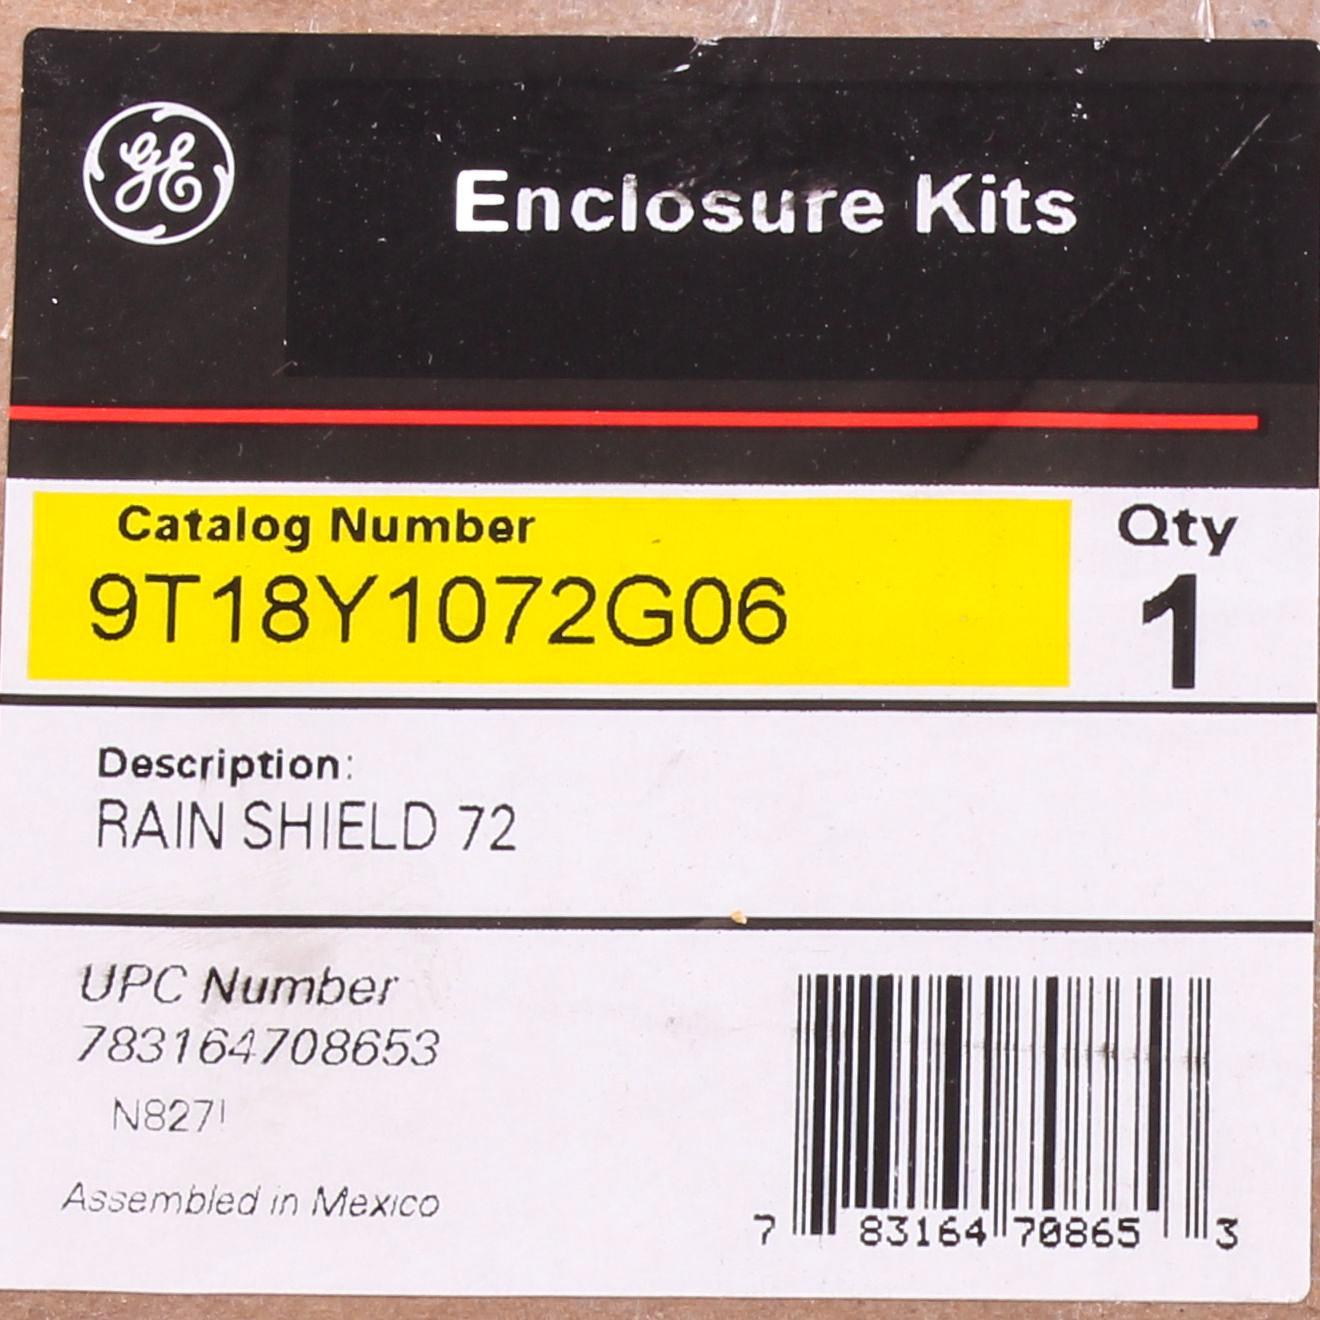 GE
Enclosure Kits
Catalog Number
9T18Y1072G06
Qty
1
Description:
RAIN SHIELD 72
UPC Number
783164708653
Assembled in Mexico
7 83164 70865 3